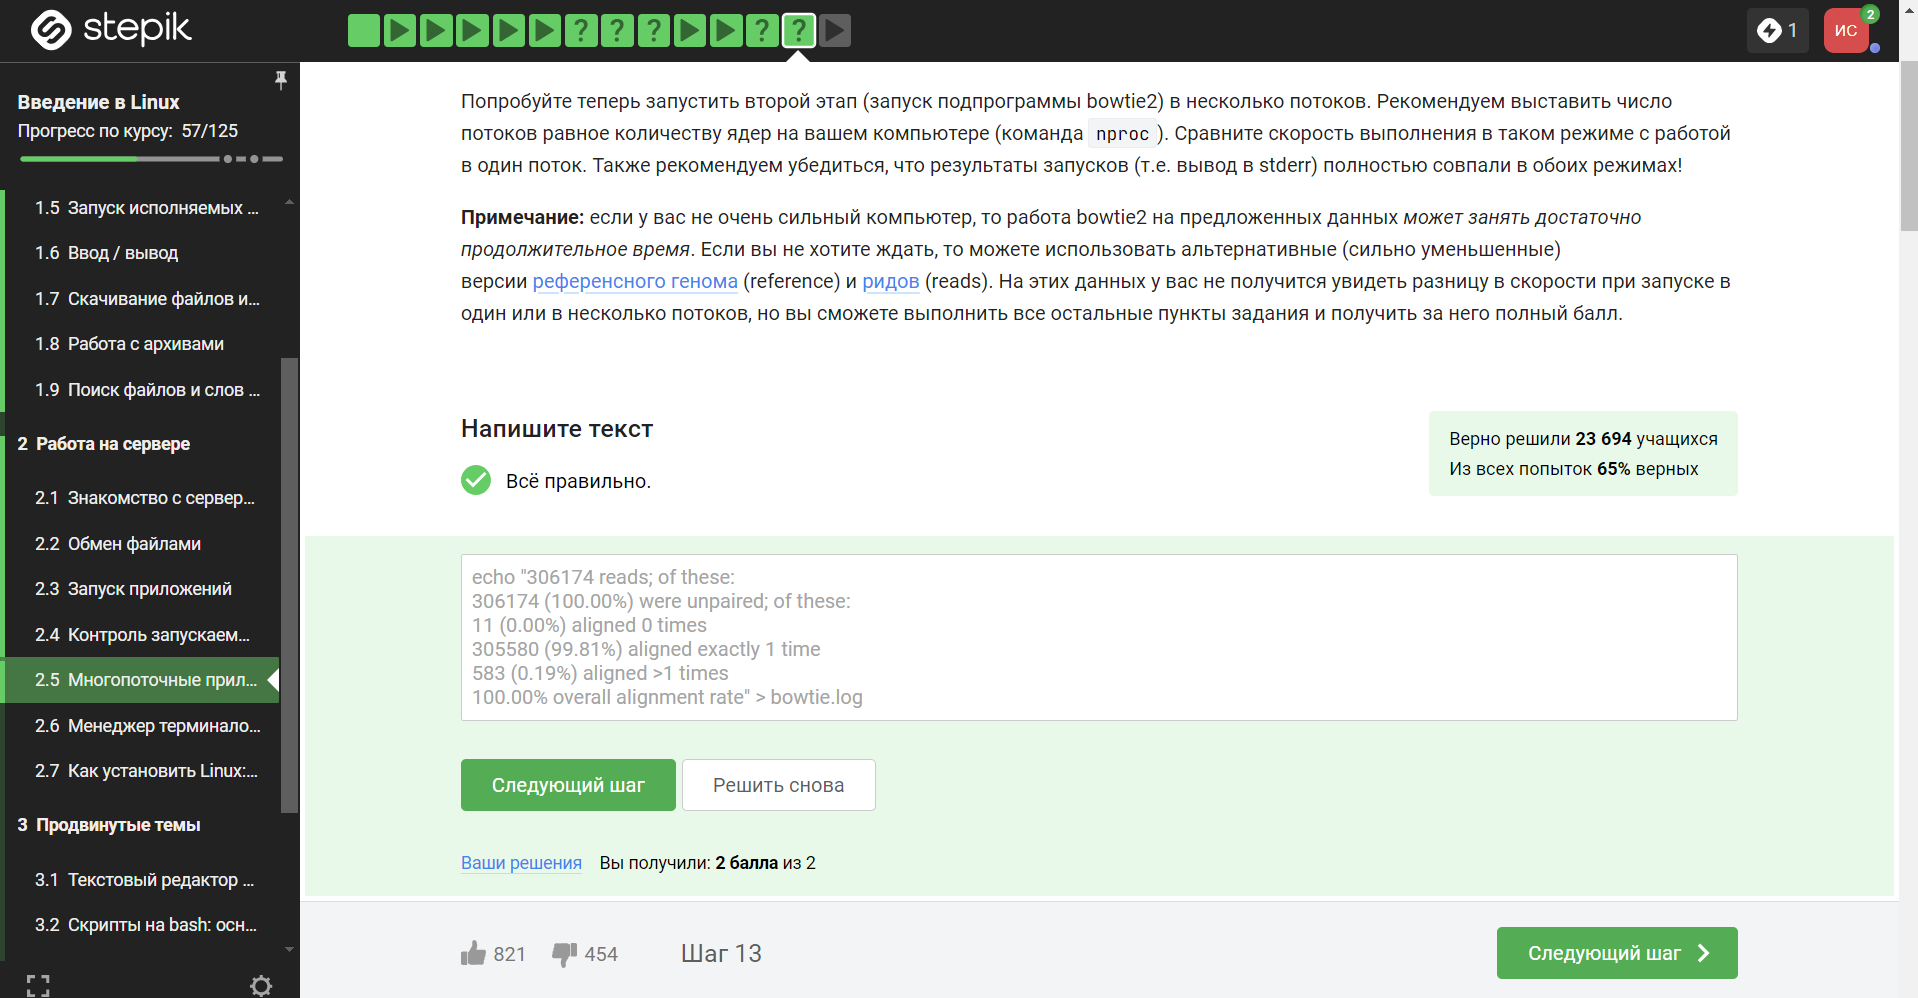 stepik
? ? ? ? ?
1
ИС
2
Введение в Linux
Прогресс по курсу: 57/125
1.5 Запуск исполняемых ...
1.6 Ввод / вывод
1.7 Скачивание файлов и...
1.8 Работа с архивами
1.9 Поиск файлов и слов ...
2 Работа на сервере
2.1 Знакомство с сервер...
2.2 Обмен файлами
2.3 Запуск приложений
2.4 Контроль запускаем...
2.5 Многопоточные прил...
2.6 Менеджер терминало...
2.7 Как установить Linux:...
3 Продвинутые темы
3.1 Текстовый редактор ...
3.2 Скрипты на bash: осн...
Попробуйте теперь запустить второй этап (запуск подпрограммы bowtie2) в несколько потоков. Рекомендуем выставить число
потоков равное количеству ядер на вашем компьютере (команда nproc). Сравните скорость выполнения в таком режиме с работой
в один поток. Также рекомендуем убедиться, что результаты запусков (т.е. вывод в stderr) полностью совпали в обоих режимах!
Примечание: если у вас не очень сильный компьютер, то работа bowtie2 на предложенных данных может занять достаточно
продолжительное время. Если вы не хотите ждать, то можете использовать альтернативные (сильно уменьшенные)
версии референсного генома (reference) и ридов (reads). На этих данных у вас не получится увидеть разницу в скорости при запуске в
один или в несколько потоков, но вы сможете выполнить все остальные пункты задания и получить за него полный балл.
Напишите текст
Всё правильно.
Верно решили 23 694 учащихся
Из всех попыток 65% верных
echo "306174 reads; of these:
306174 (100.00%) were unpaired; of these:
11 (0.00%) aligned 0 times
305580 (99.81%) aligned exactly 1 time
583 (0.19%) aligned >1 times
100.00% overall alignment rate" > bowtie.log
Следующий шаг
Решить снова
Ваши решения Вы получили: 2 балла из 2
821
454
Шаг 13
Следующий шаг